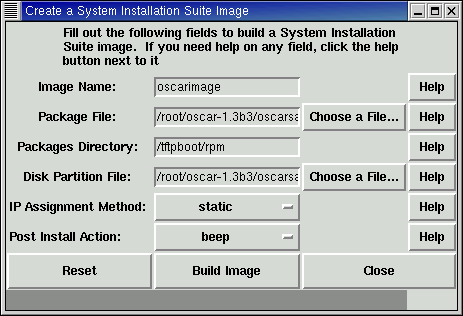 Create a System Installation Suite Image
Fill out the following fields to build a System Installation
Suite image. If you need help on any field, click the help
button next to it
Image Name: oscarimage Help
Package File: /root/oscar-1.3b3/oscarsa Choose a File... Help
Packages Directory: /tftpboot/rpm Help
Disk Partition File: /root/oscar-1.3b3/oscarsa Choose a File... Help
IP Assignment Method: static Help
Post Install Action: beep Help
Reset Build Image Close